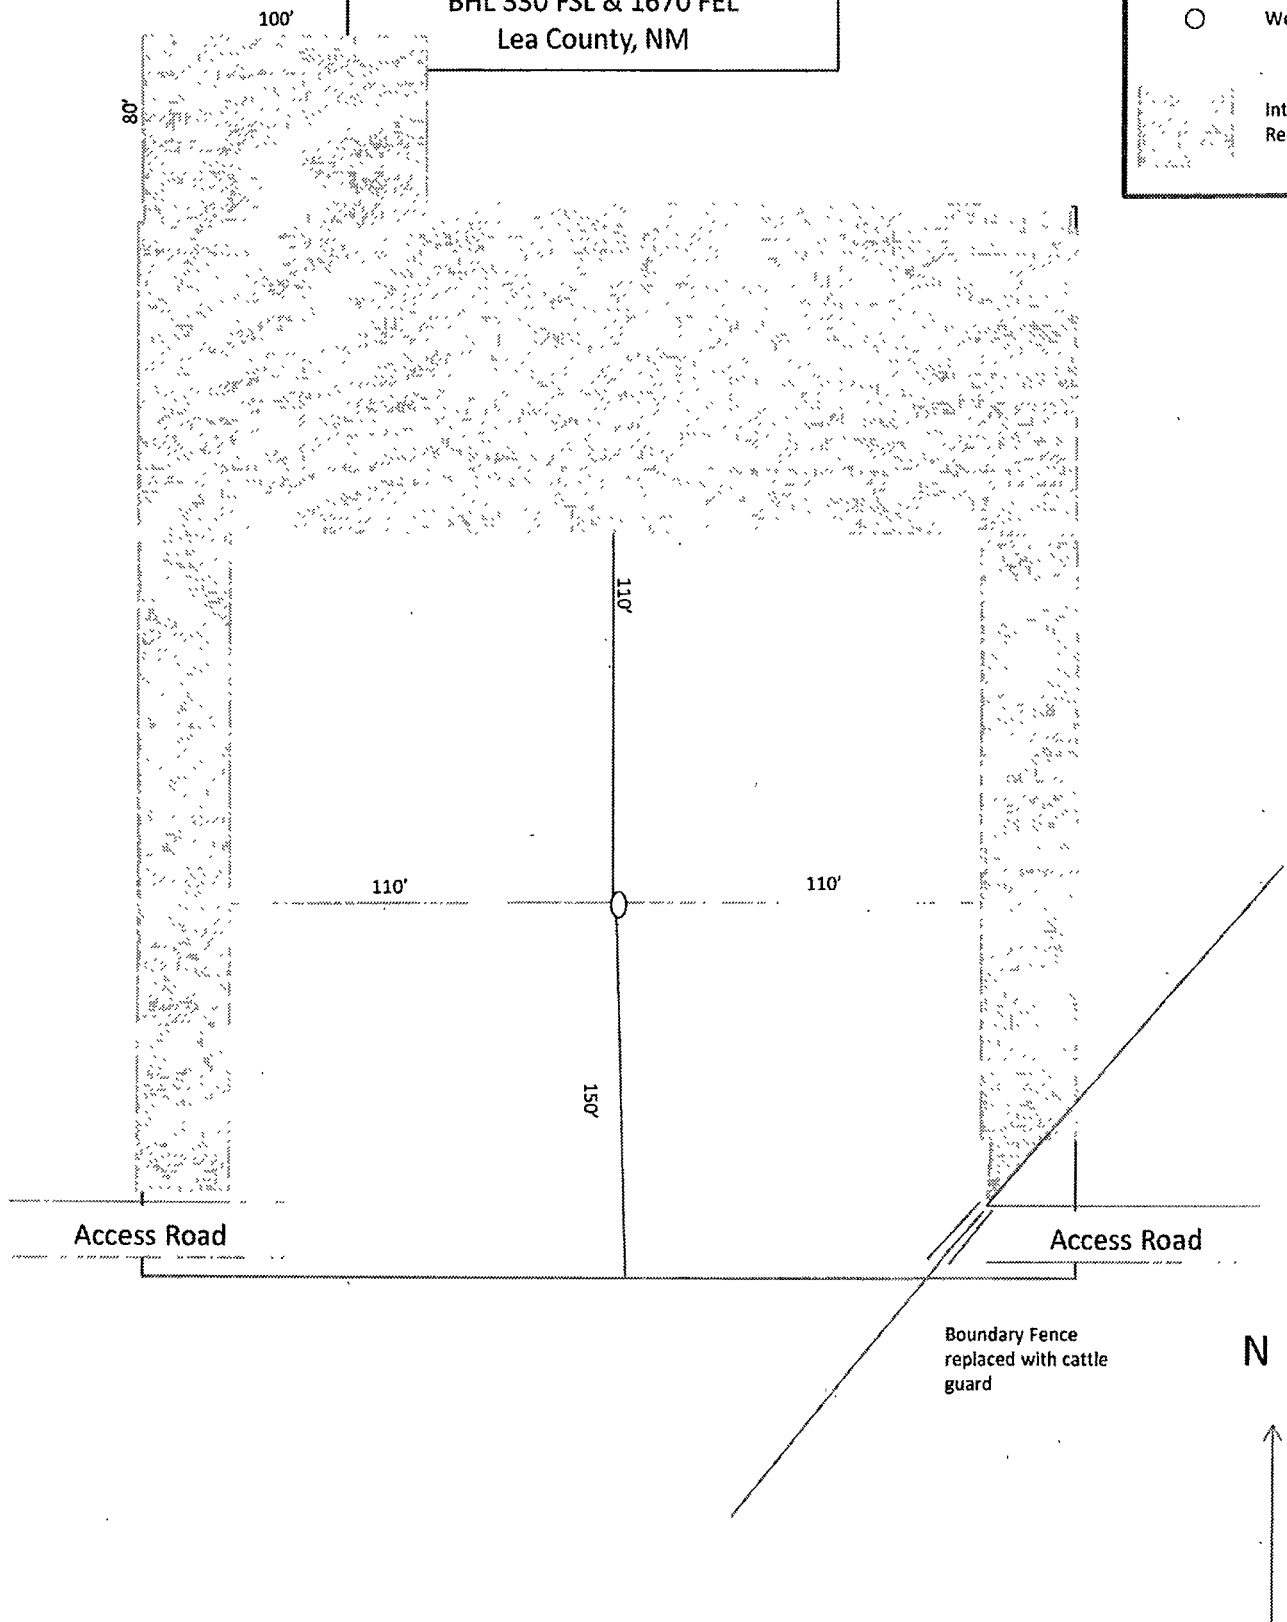 100'
BHL 330 FSL & 1670 FEL
Lea County, NM
80'
110'
110'
110'
150'
Access Road
Access Road
Boundary Fence
replaced with cattle
guard
N